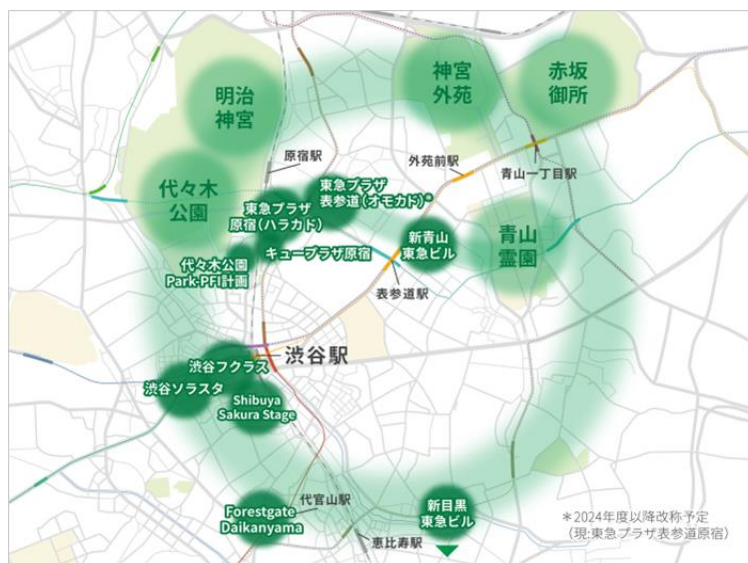 明治
神宮
神宮
外苑
赤坂
御所
原宿駅
外苑前駅
青山一丁目駅
代々木
公園
東急プラザ
表参道(オモカド)*
東急プラザ
原宿(ハラカド)
新青山
東急ビル
青山
霊園
キュープラザ原宿
代々木公園
Park-PFI計画
表参道駅
渋谷駅
渋谷フクラス
渋谷ソラスタ
Shibuya
Sakura Stage
代官山駅
Forestgate
Daikanyama
新目黒
東急ビル
恵比寿駅
＊2024年度以降改称予定
（現:東急プラザ表参道原宿）